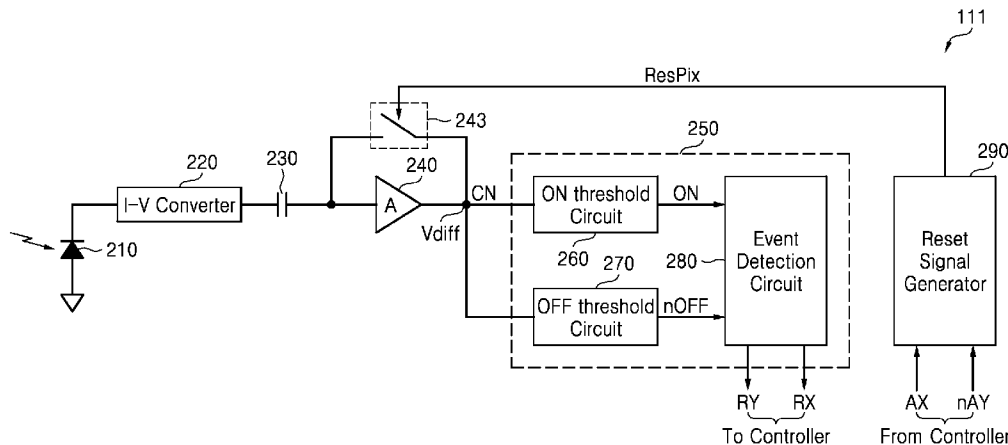 111
ResPix
243
250
290
220
230
240
I-V Converter
A
CN
Vdiff
ON threshold
Circuit
ON
260
210
270
OFF threshold
Circuit
nOFF
280
Event
Detection
Circuit
Reset
Signal
Generator
RY
RX
AX
nAY
To Controller
From Controller